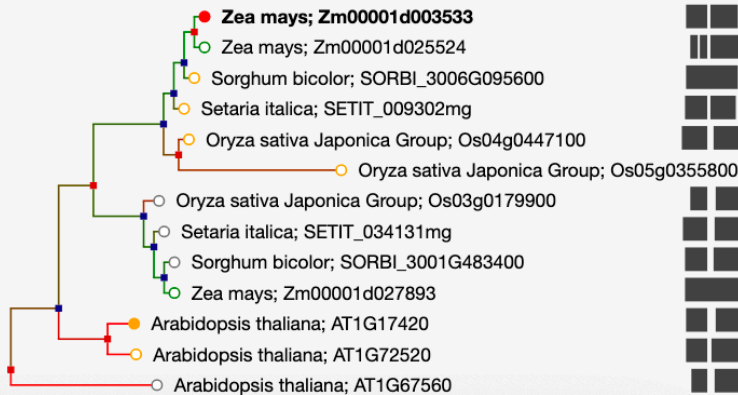 Zea mays; Zm00001d003533
Zea mays; Zm00001d025524
Sorghum bicolor; SORBI_3006G095600
Setaria italica; SETIT_009302mg
Oryza sativa Japonica Group; Os04g0447100
Oryza sativa Japonica Group; Os05g0355800
Oryza sativa Japonica Group; Os03g0179900
Setaria italica; SETIT_034131mg
Sorghum bicolor; SORBI_3001G483400
Zea mays; Zm00001d027893
Arabidopsis thaliana; AT1G17420
Arabidopsis thaliana; AT1G72520
Arabidopsis thaliana; AT1G67560